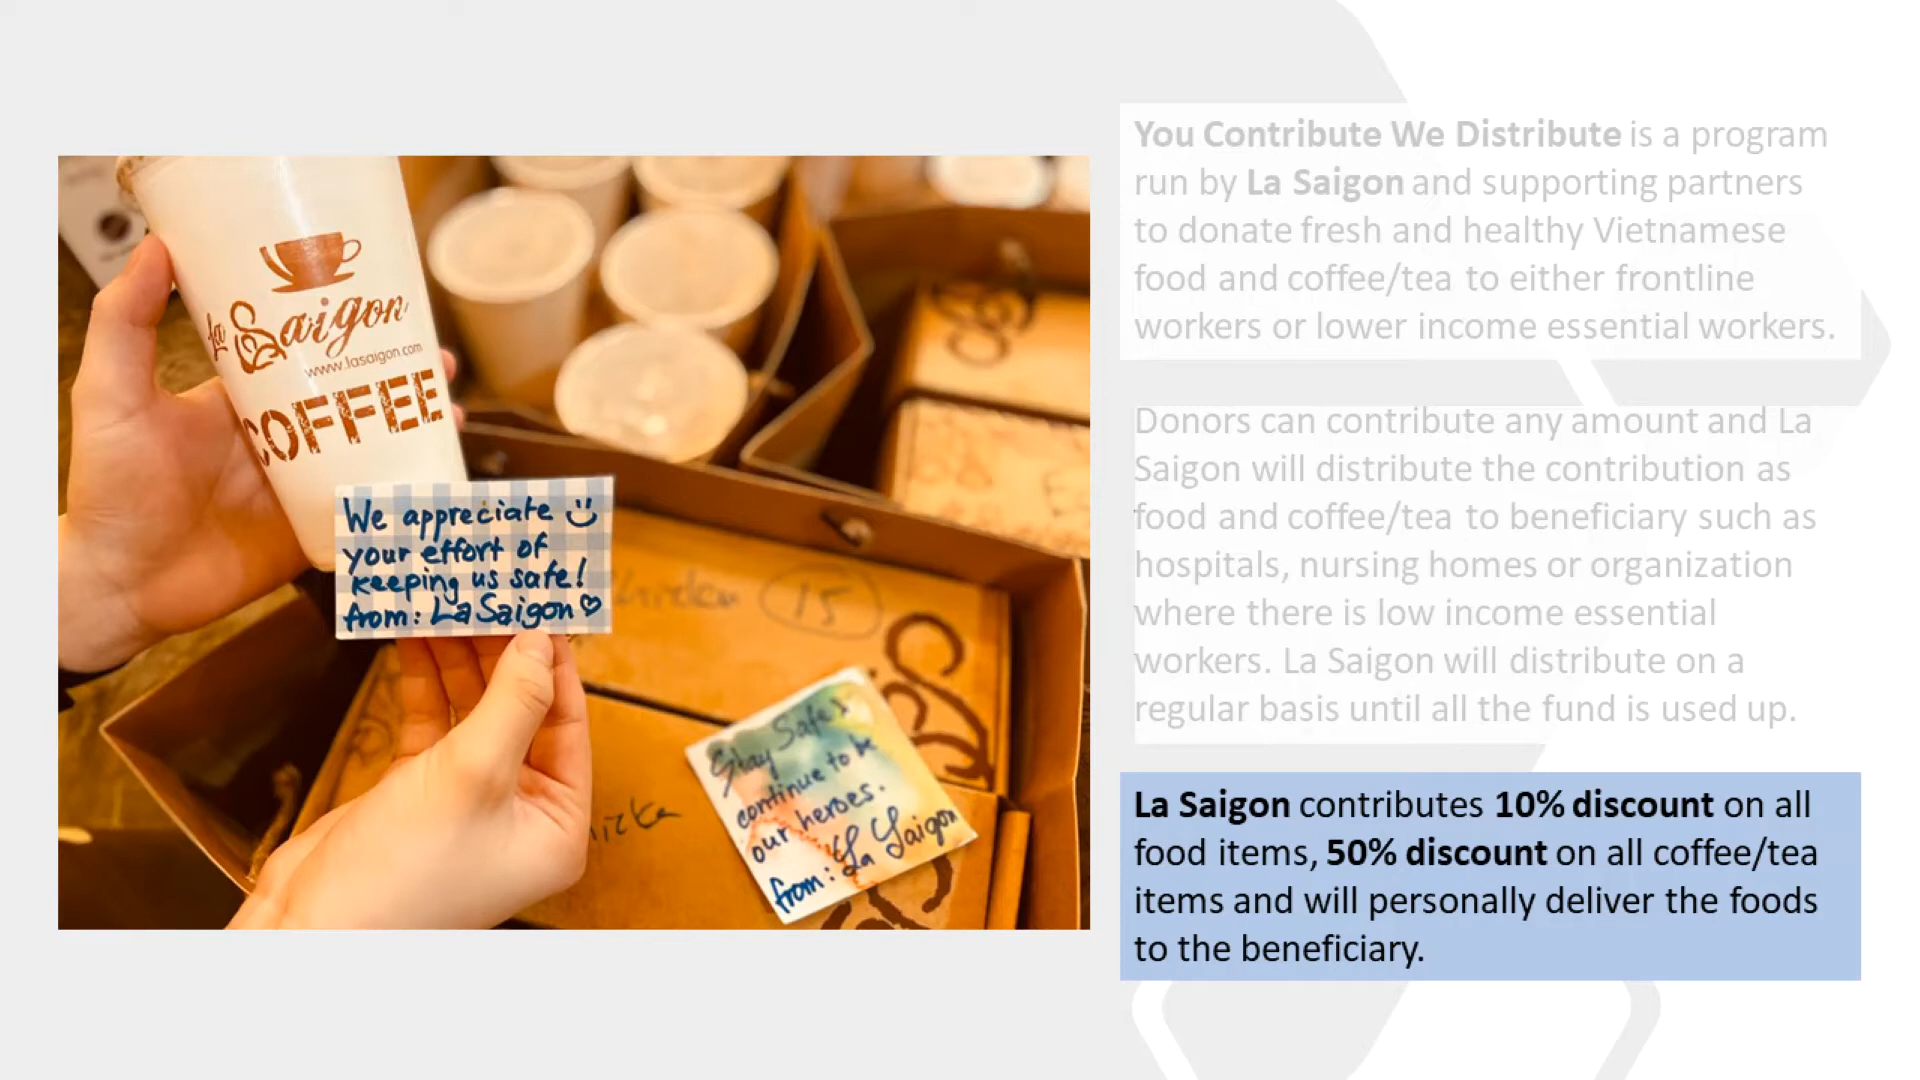 La Saigon
www.lasaigon.com
COFFEE
We appreciate
your effort of
keeping us safe!
from: La Saigon
chicken 15
Stay Safe &
continue to be
our heroes.
from: La Saigon
You Contribute We Distribute is a program
run by La Saigon and supporting partners
to donate fresh and healthy Vietnamese
food and coffee/tea to either frontline
workers or lower income essential workers.
Donors can contribute any amount and La
Saigon will distribute the contribution as
food and coffee/tea to beneficiary such as
hospitals, nursing homes or organization
where there is low income essential
workers. La Saigon will distribute on a
regular basis until all the fund is used up.
La Saigon contributes 10% discount on all
food items, 50% discount on all coffee/tea
items and will personally deliver the foods
to the beneficiary.